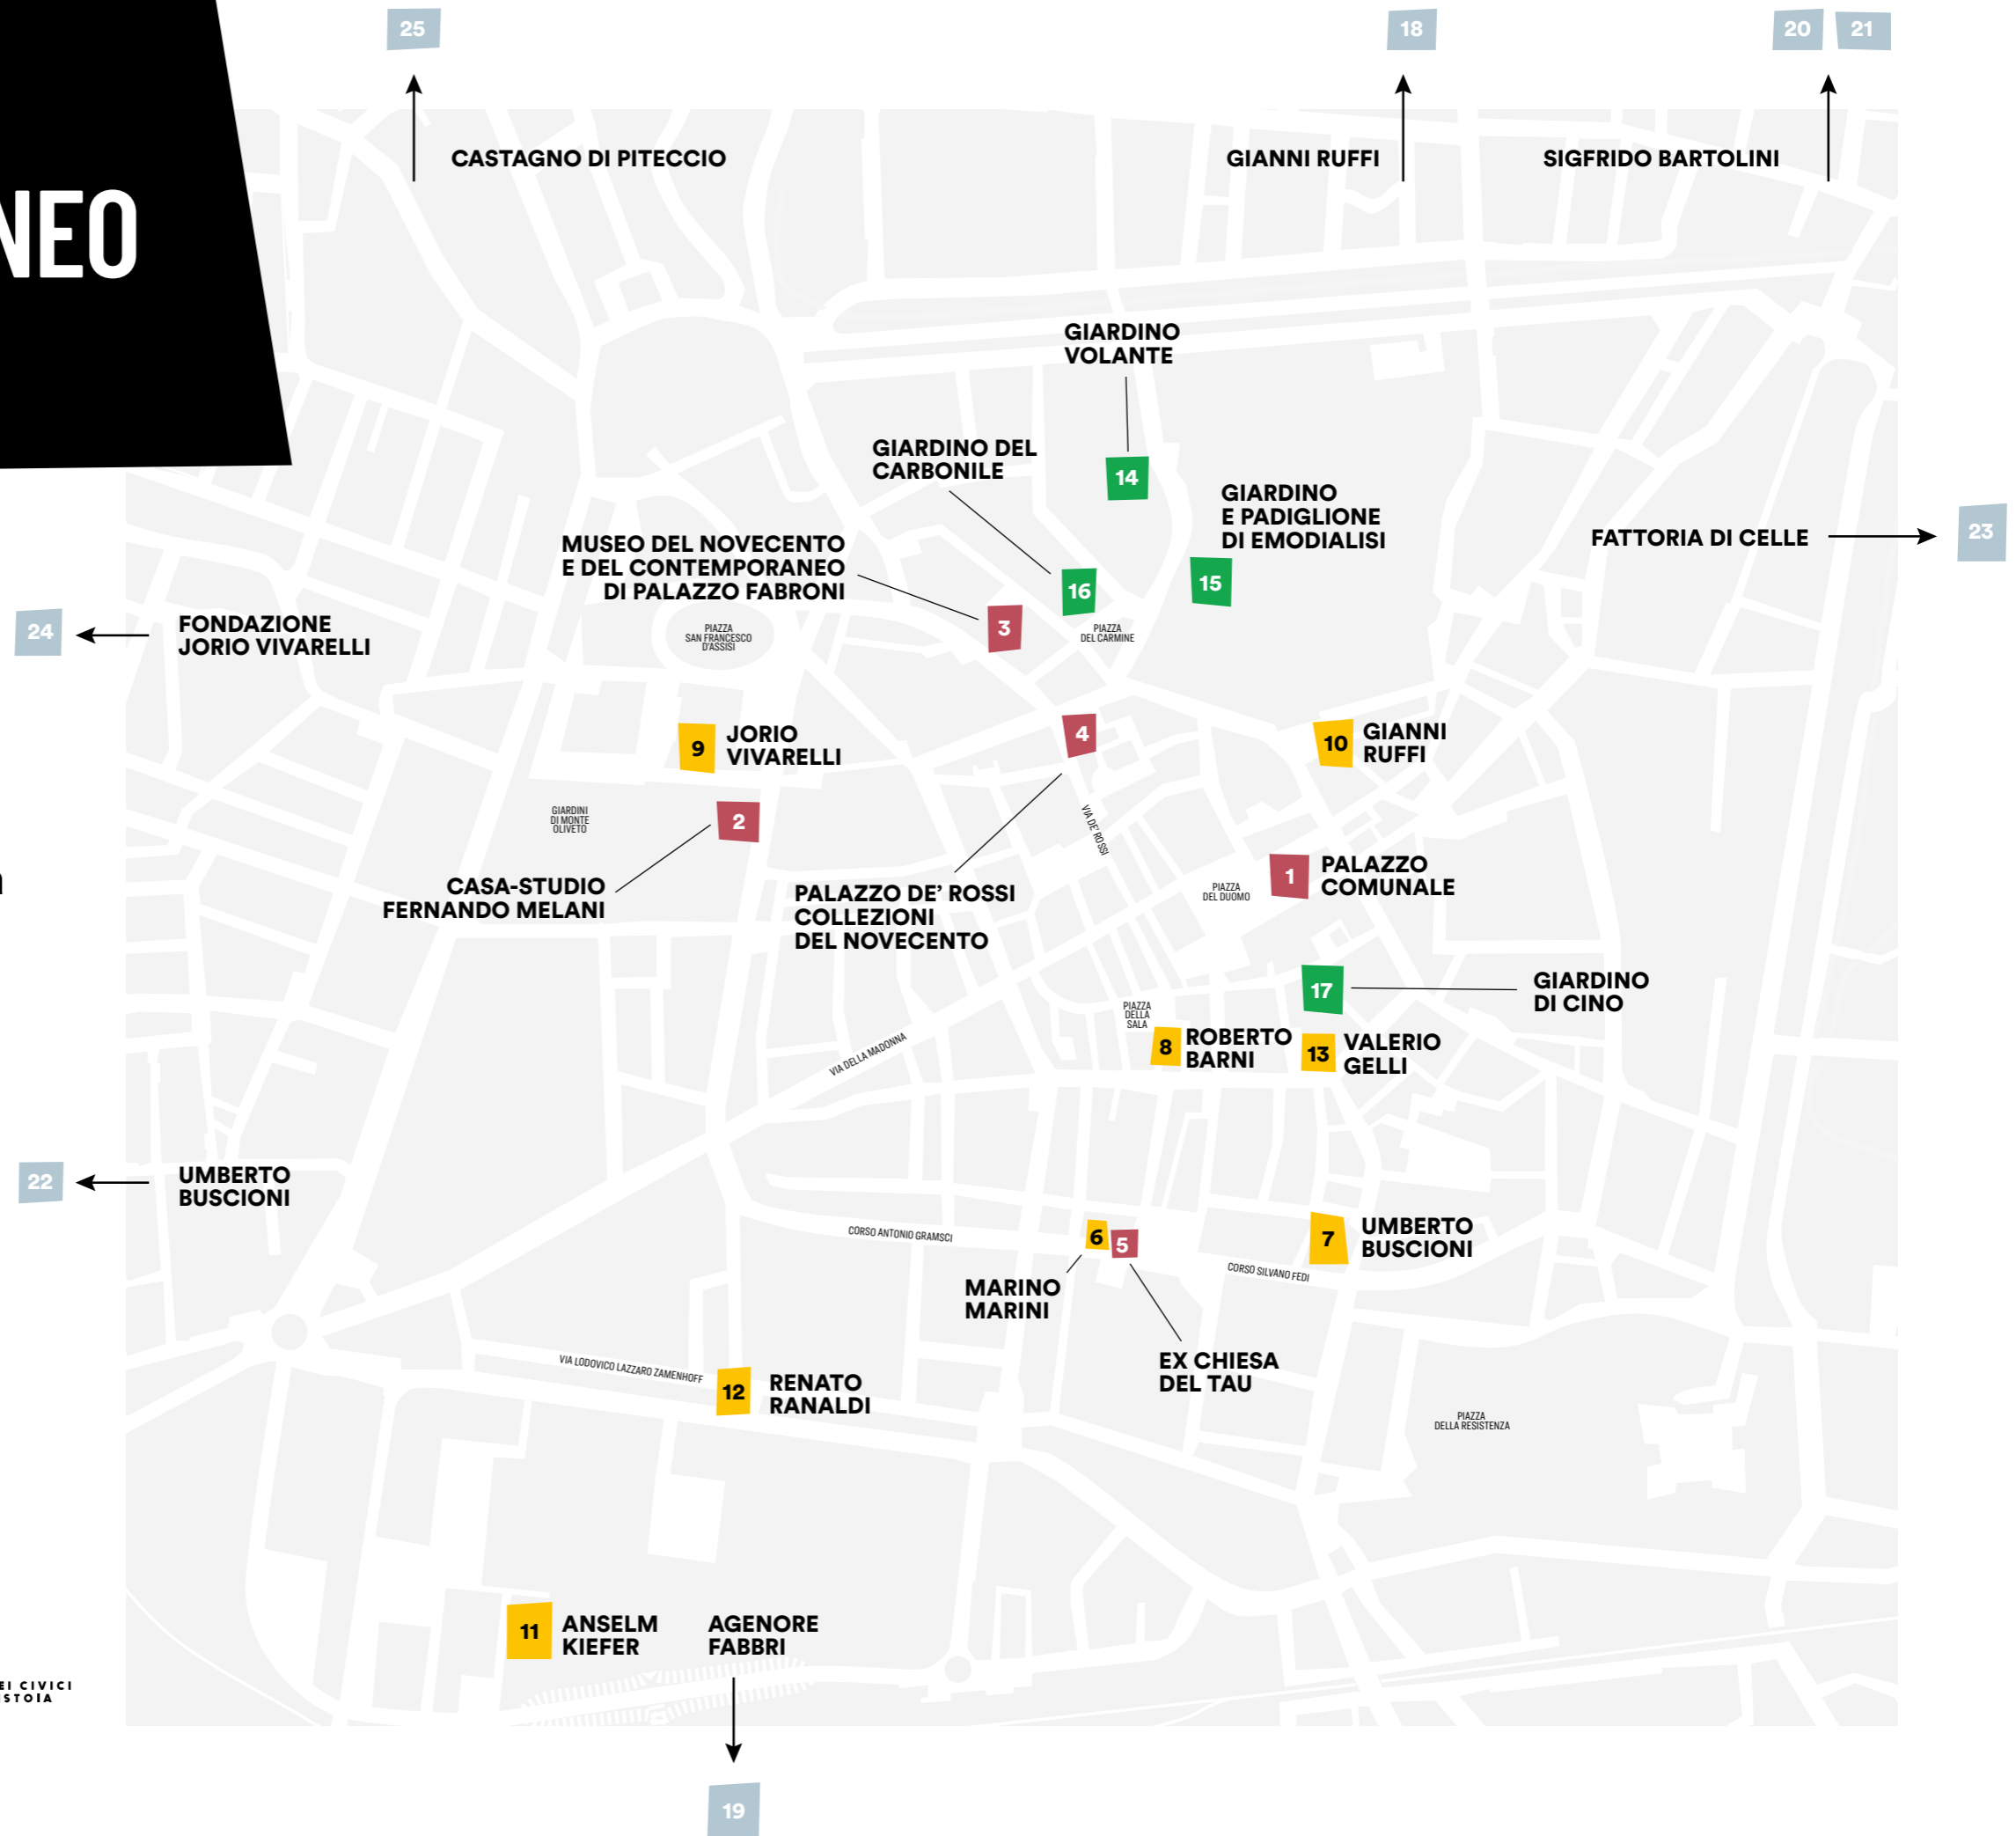 25
18
20
21
CASTAGNO DI PITECCIO
GIANNI RUFFI
SIGFRIDO BARTOLINI
NEO
GIARDINO
VOLANTE
GIARDINO DEL
CARBONILE
14
GIARDINO
E PADIGLIONE
DI EMODIALISI
FATTORIA DI CELLE
23
MUSEO DEL NOVECENTO
E DEL CONTEMPORANEO
DI PALAZZO FABRONI
16
15
3
24
FONDAZIONE
JORIO VIVARELLI
PIAZZA
SAN FRANCESCO
D'ASSISI
PIAZZA
DEL CARMINE
9
JORIO
VIVARELLI
4
10
GIANNI
RUFFI
GIARDINI
DI MONTE
OLIVETO
2
VIA DE' ROSSI
CASA-STUDIO
FERNANDO MELANI
PALAZZO DE’ ROSSI
COLLEZIONI
DEL NOVECENTO
PIAZZA
DEL DUOMO
1
PALAZZO
COMUNALE
17
GIARDINO
DI CINO
PIAZZA
DELLA
SALA
VIA DELLA MADONNA
8
ROBERTO
BARNI
13
VALERIO
GELLI
22
UMBERTO
BUSCIONI
CORSO ANTONIO GRAMSCI
6
5
7
UMBERTO
BUSCIONI
MARINO
MARINI
CORSO SILVANO FEDI
EX CHIESA
DEL TAU
VIA LODOVICO LAZZARO ZAMENHOFF
12
RENATO
RANALDI
PIAZZA
DELLA RESISTENZA
11
ANSELM
KIEFER
AGENORE
FABBRI
EI CIVICI
STOIA
19